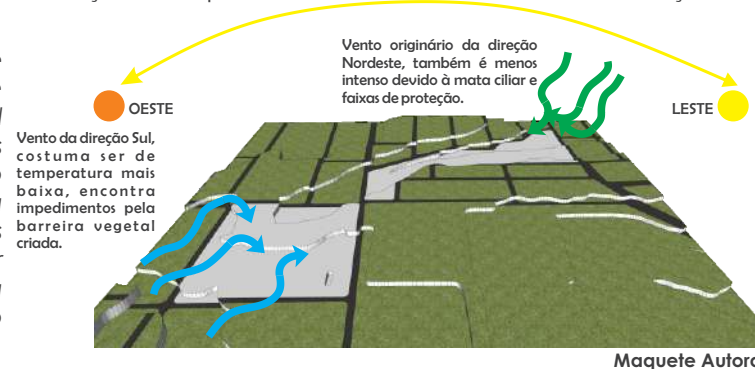 Vento originário da direção
Nordeste, também é menos
intenso devido à mata ciliar e
faixas de proteção.
OESTE
LESTE
Vento da direção Sul,
costuma ser de
temperatura mais
baixa, encontra
impedimentos pela
barreira vegetal
criada.
Maquete Autora